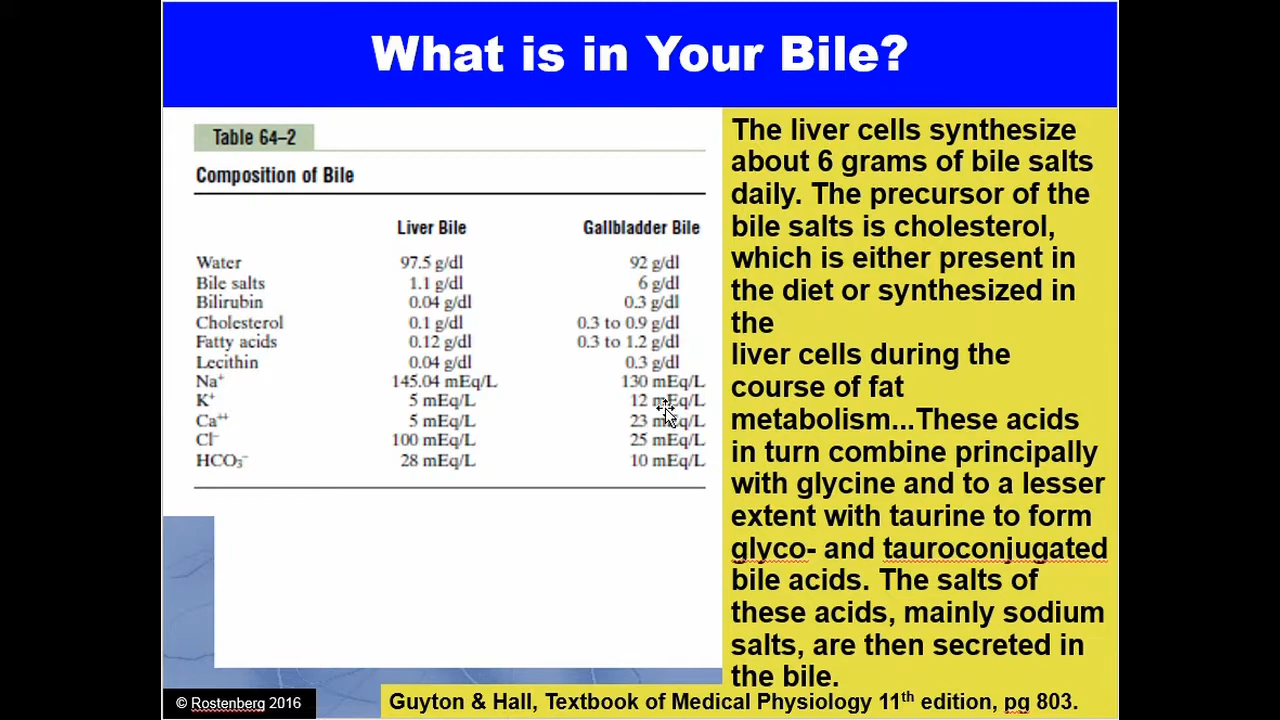 What is in Your Bile?
Table 64–2
Composition of Bile
Liver Bile Gallbladder Bile
Water 97.5 g/dl 92 g/dl
Bile salts 1.1 g/dl 6 g/dl
Bilirubin 0.04 g/dl 0.3 g/dl
Cholesterol 0.1 g/dl 0.3 to 0.9 g/dl
Fatty acids 0.12 g/dl 0.3 to 1.2 g/dl
Lecithin 0.04 g/dl 0.3 g/dl
Na⁺ 145.04 mEq/L 130 mEq/L
K⁺ 5 mEq/L 12 mEq/L
Ca⁺⁺ 5 mEq/L 23 mEq/L
Cl⁻ 100 mEq/L 25 mEq/L
HCO₃⁻ 28 mEq/L 10 mEq/L
The liver cells synthesize
about 6 grams of bile salts
daily. The precursor of the
bile salts is cholesterol,
which is either present in
the diet or synthesized in
the
liver cells during the
course of fat
metabolism...These acids
in turn combine principally
with glycine and to a lesser
extent with taurine to form
glyco- and tauroconjugated
bile acids. The salts of
these acids, mainly sodium
salts, are then secreted in
the bile.
© Rostenberg 2016
Guyton & Hall, Textbook of Medical Physiology 11th edition, pg 803.